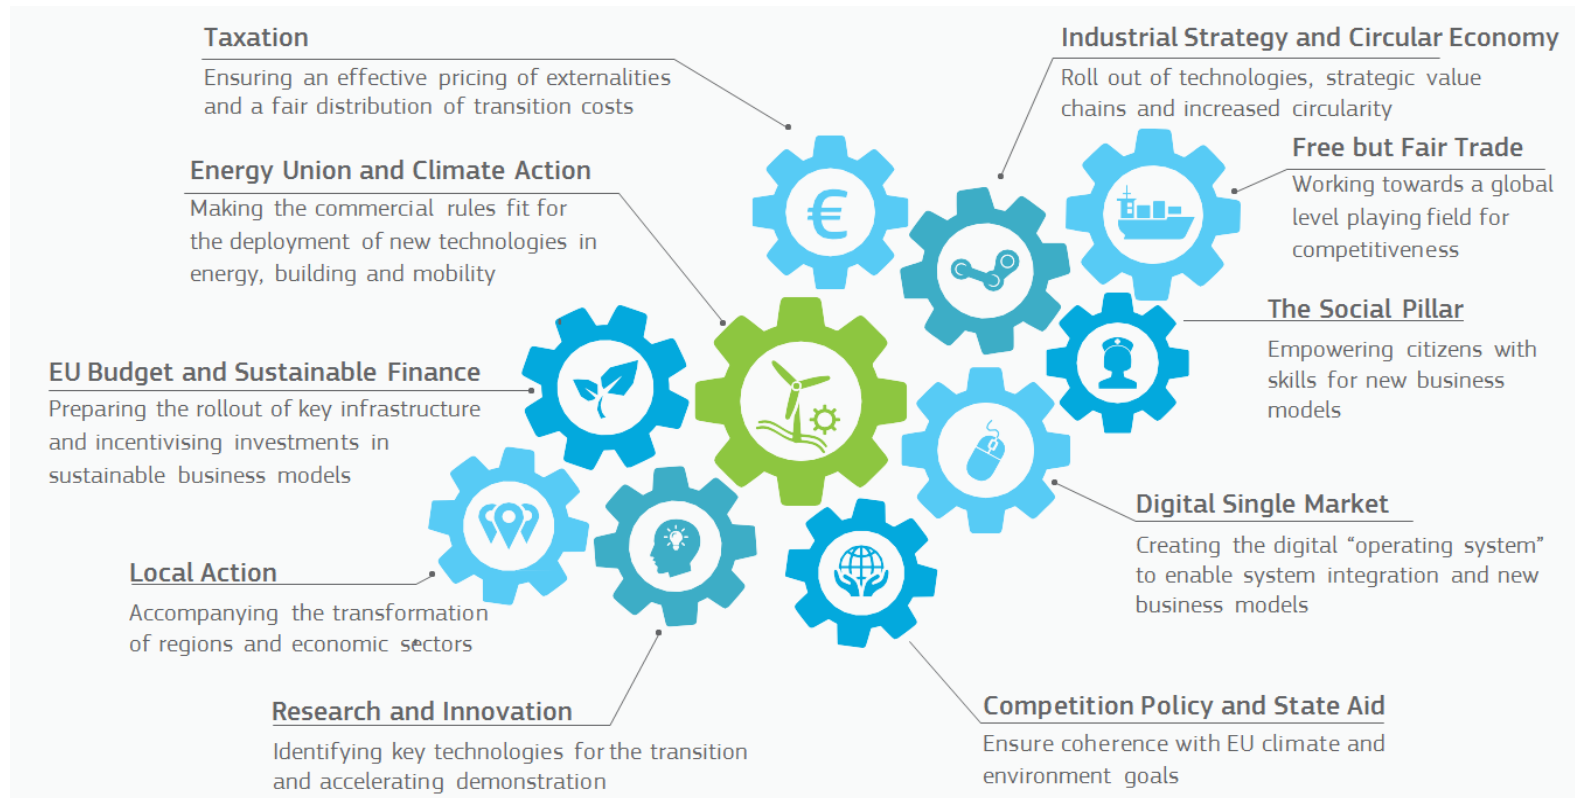 Taxation
Ensuring an effective pricing of externalities
and a fair distribution of transition costs
Industrial Strategy and Circular Economy
Roll out of technologies, strategic value
chains and increased circularity
Free but Fair Trade
Working towards a global
level playing field for
competitiveness
Energy Union and Climate Action
Making the commercial rules fit for
the deployment of new technologies in
energy, building and mobility
€
The Social Pillar
Empowering citizens with
skills for new business
models
EU Budget and Sustainable Finance
Preparing the rollout of key infrastructure
and incentivising investments in
sustainable business models
Digital Single Market
Creating the digital “operating system”
to enable system integration and new
business models
Local Action
Accompanying the transformation
of regions and economic sectors
Research and Innovation
Identifying key technologies for the transition
and accelerating demonstration
Competition Policy and State Aid
Ensure coherence with EU climate and
environment goals